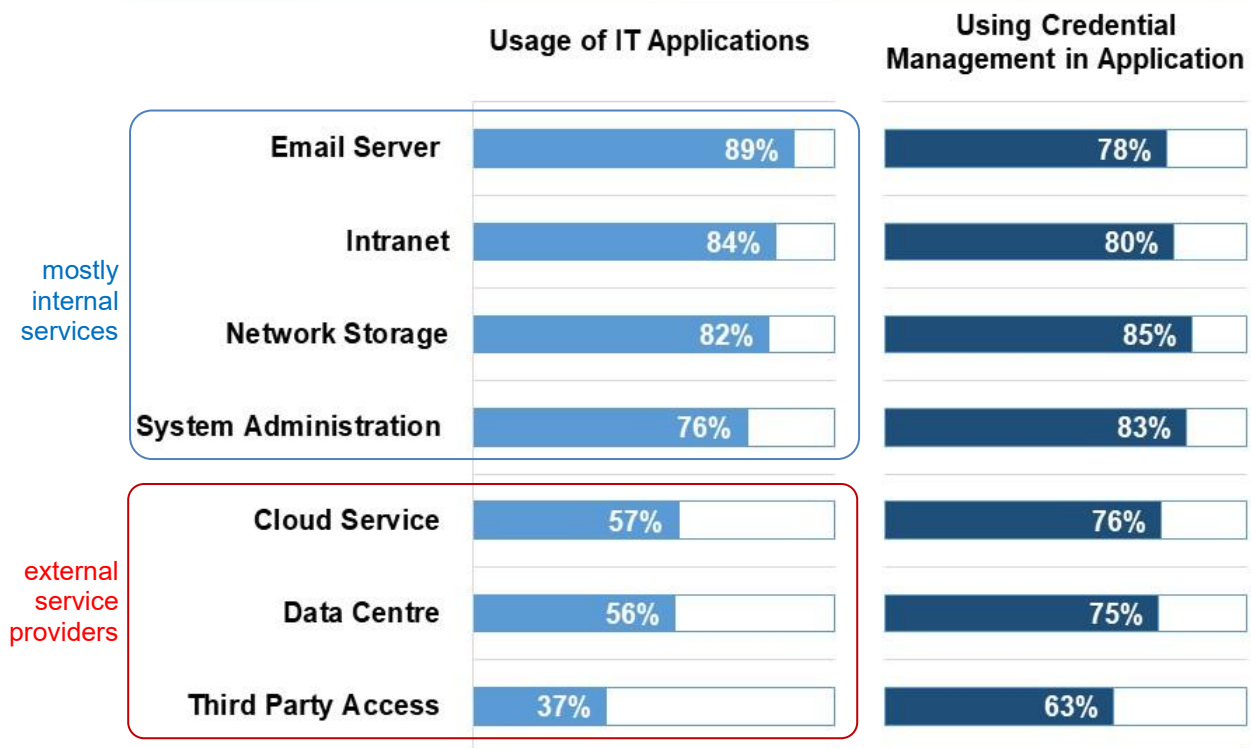 Usage of IT Applications
Using Credential
Management in Application
Email Server 89% 78%
Intranet 84% 80%
mostly
internal
services
Network Storage 82% 85%
System Administration 76% 83%
Cloud Service 57% 76%
external
service
providers
Data Centre 56% 75%
Third Party Access 37% 63%